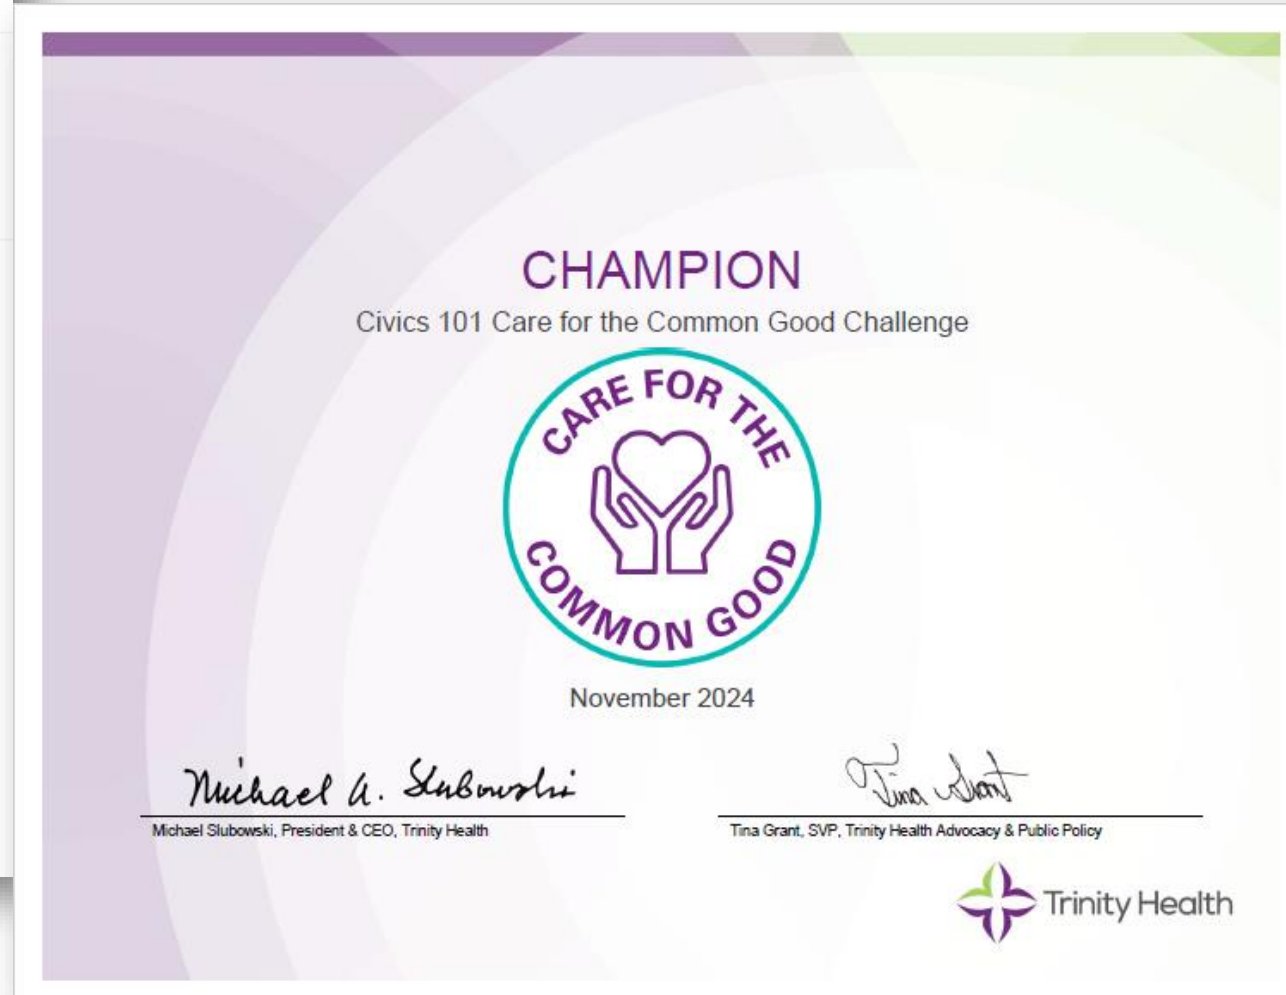 CHAMPION
Civics 101 Care for the Common Good Challenge
CARE FOR THE
COMMON GOOD
November 2024
Michael A. Slubowski
Tina Grant
Michael Slubowski, President & CEO, Trinity Health
Tina Grant, SVP, Trinity Health Advocacy & Public Policy
Trinity Health